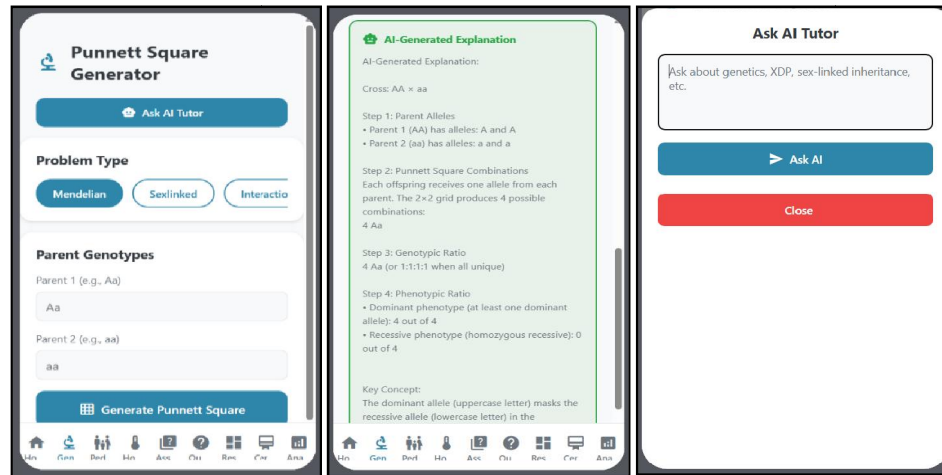 Punnett Square
Generator
Ask AI Tutor
Problem Type
Mendelian
Sexlinked
Interactio
Parent Genotypes
Parent 1 (e.g., Aa)
Aa
Parent 2 (e.g., aa)
aa
Generate Punnett Square
Ho
Gen
Ped
Ho
Ass
Qu
Res
Cer
Ana
AI-Generated Explanation
AI-Generated Explanation:
Cross: AA × aa
Step 1: Parent Alleles
• Parent 1 (AA) has alleles: A and A
• Parent 2 (aa) has alleles: a and a
Step 2: Punnett Square Combinations
Each offspring receives one allele from each
parent. The 2×2 grid produces 4 possible
combinations:
4 Aa
Step 3: Genotypic Ratio
4 Aa (or 1:1:1:1 when all unique)
Step 4: Phenotypic Ratio
• Dominant phenotype (at least one dominant
allele): 4 out of 4
• Recessive phenotype (homozygous recessive): 0
out of 4
Key Concept:
The dominant allele (uppercase letter) masks the
recessive allele (lowercase letter) in the
Ho
Gen
Ped
Ho
Ass
Qu
Res
Cer
Ana
Ask AI Tutor
Ask about genetics, XDP, sex-linked inheritance,
etc.
Ask AI
Close